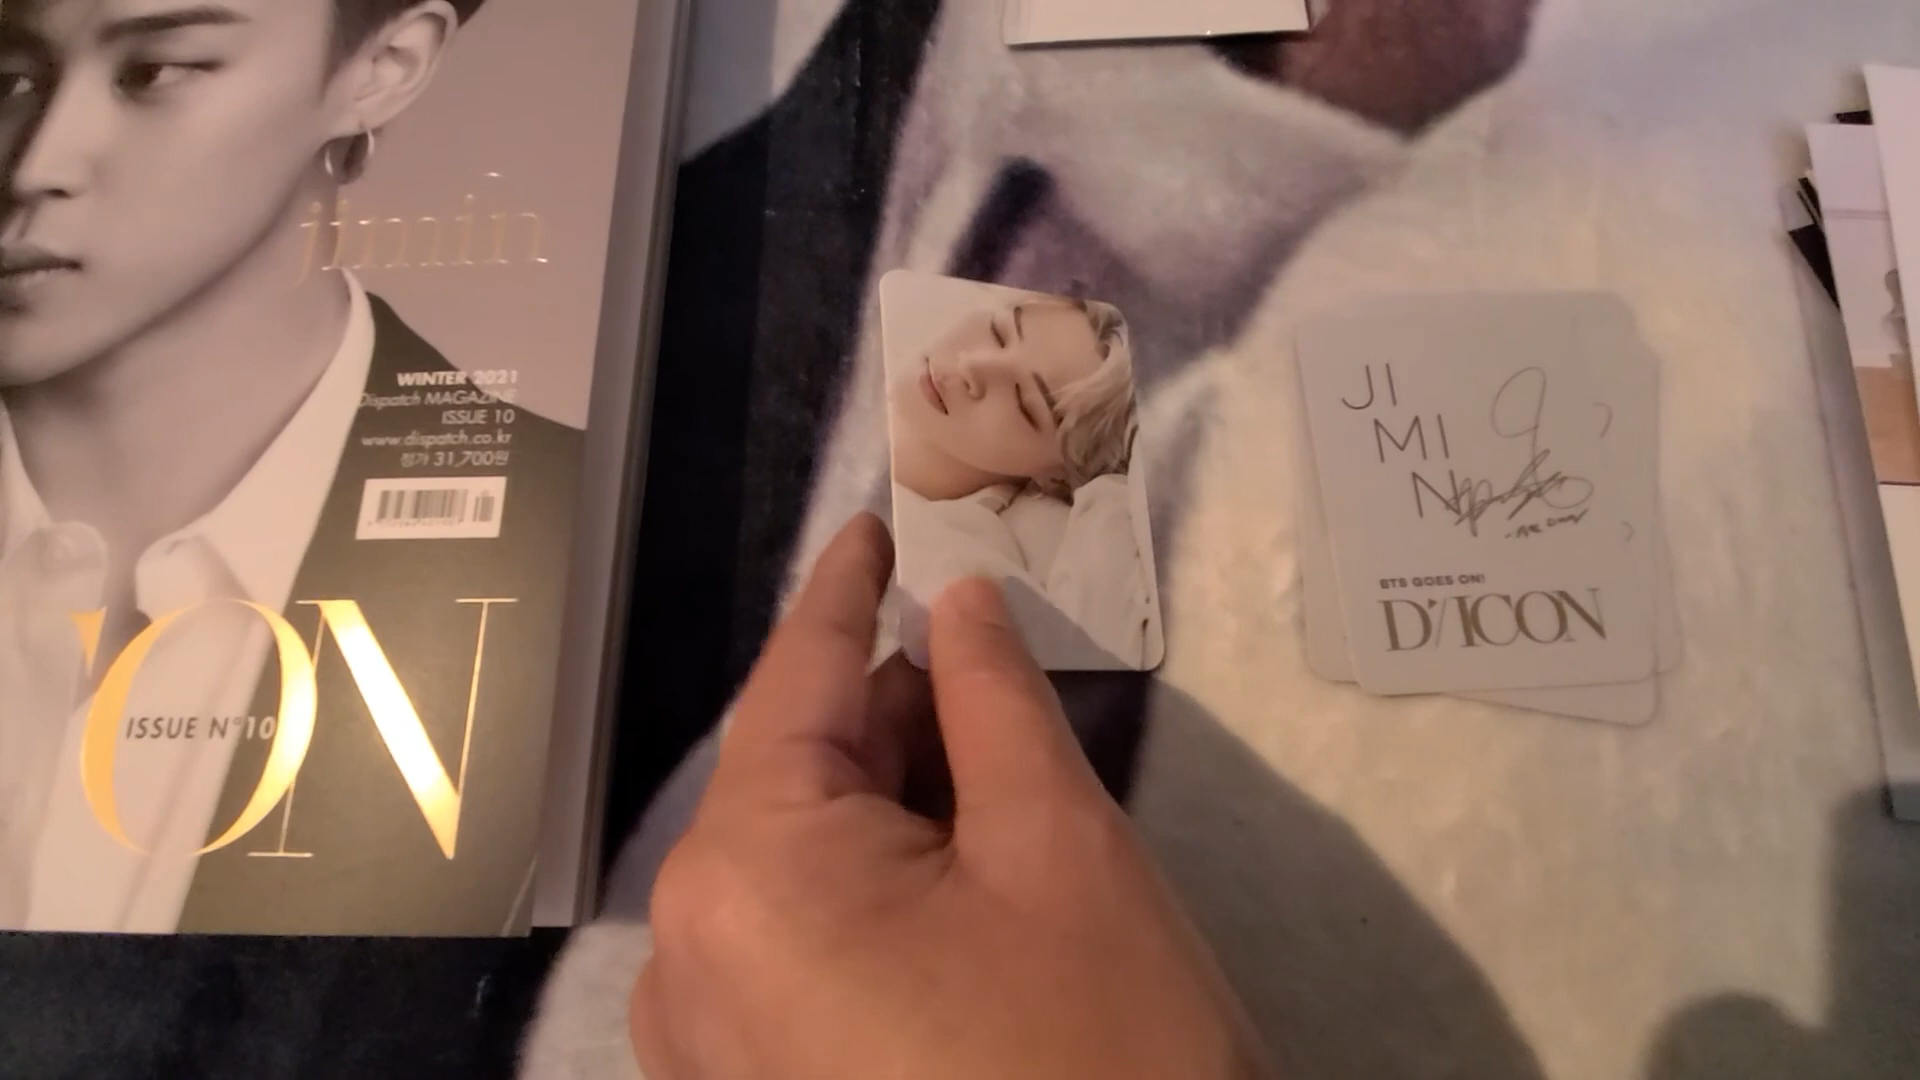 jimin
WINTER 2021
Dispatch MAGAZINE
ISSUE 10
www.dispatch.co.kr
정가 31,700원
'ON
ISSUE N°10
JI
MI
N
BTS GOES ON!
D/ICON